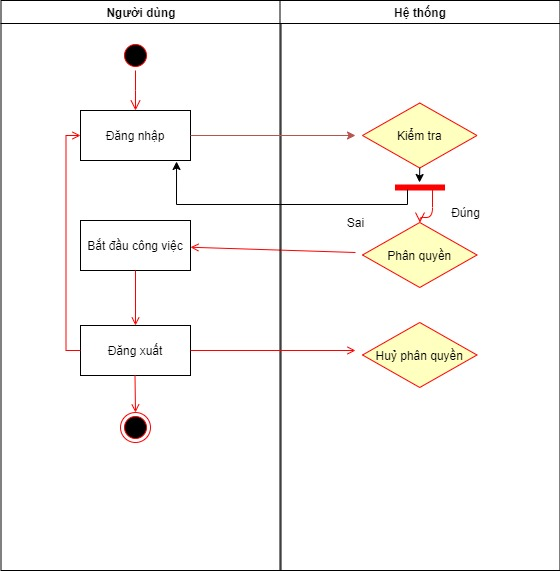 Người dùng
Hệ thống
Đăng nhập
Kiểm tra
Sai
Đúng
Bắt đầu công việc
Phân quyền
Đăng xuất
Huỷ phân quyền